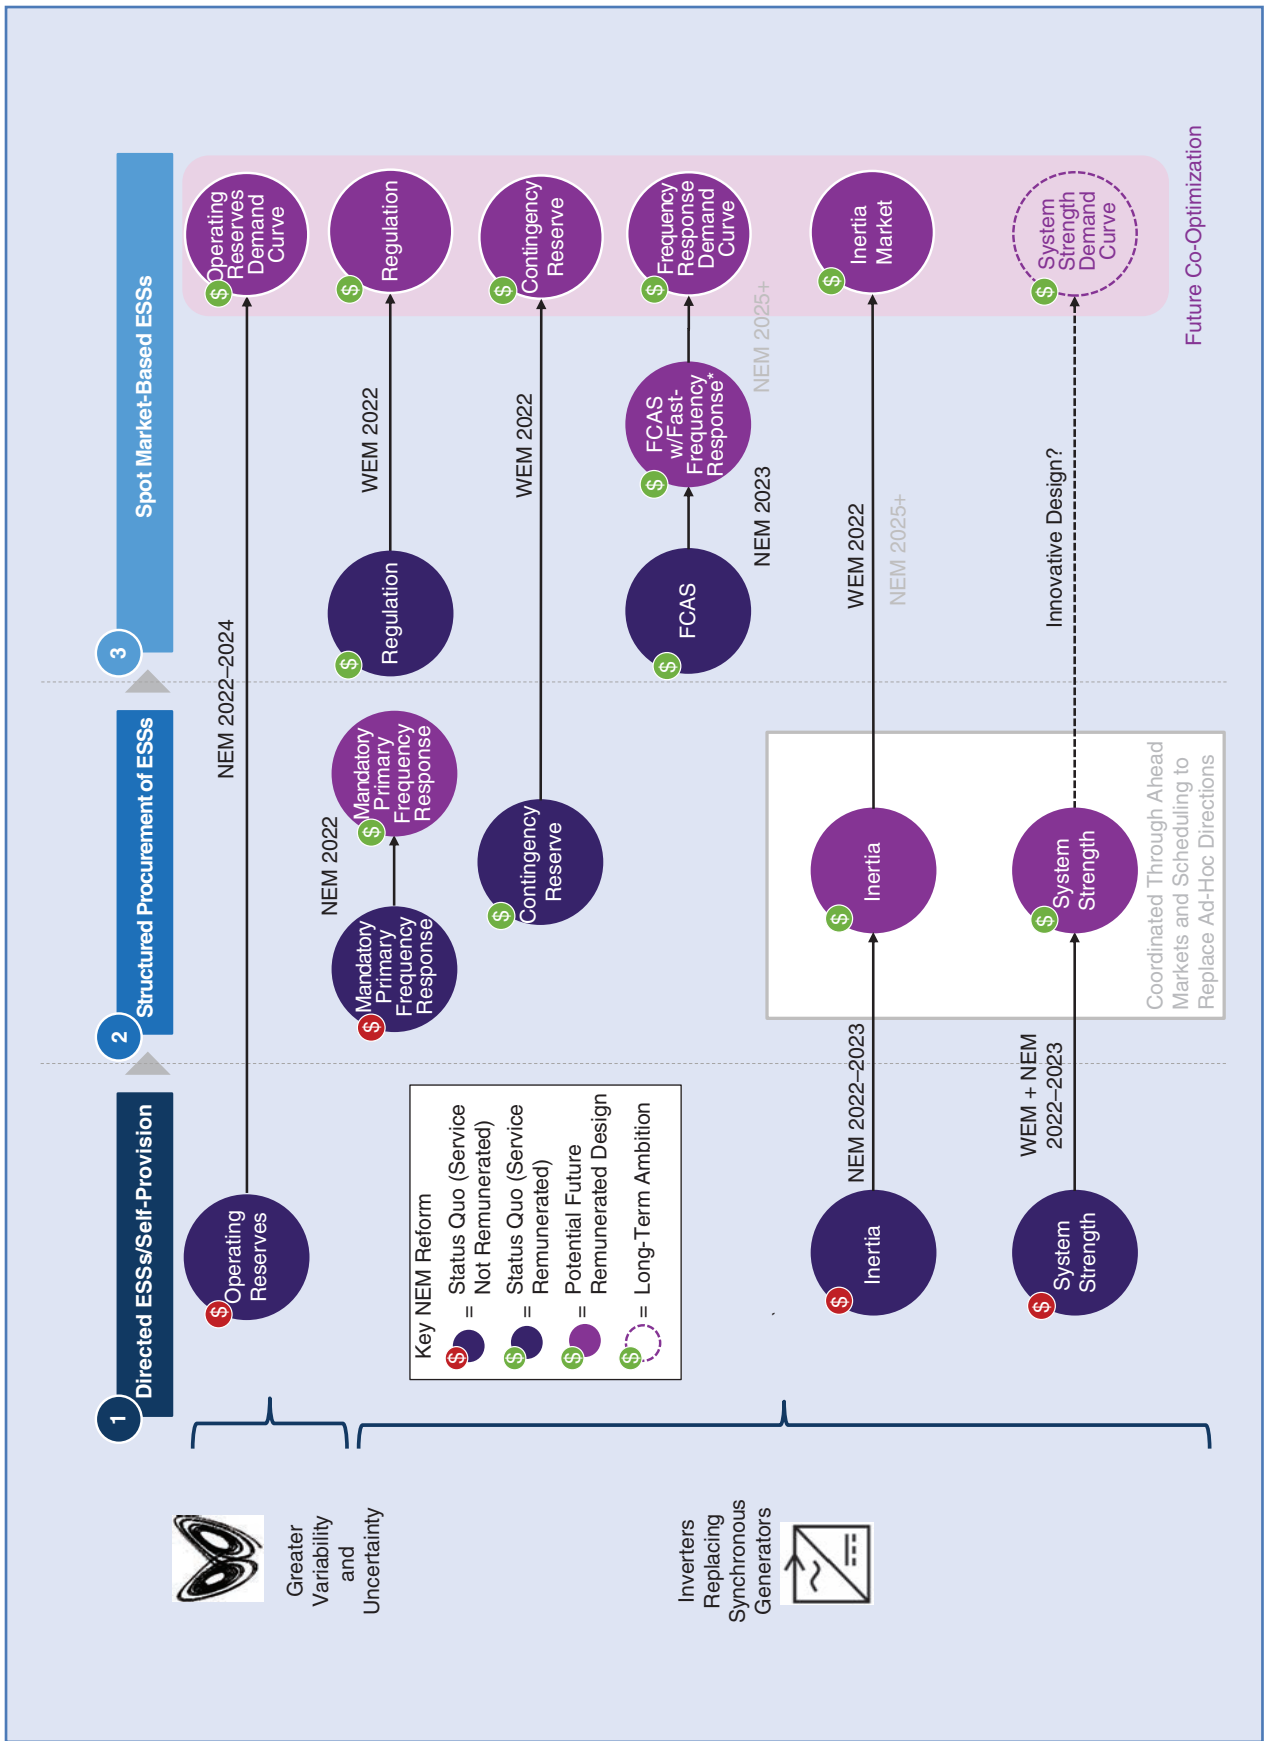 1
Directed ESSs/Self-Provision
2
Structured Procurement of ESSs
3
Spot Market-Based ESSs
Greater
Variability
and
Uncertainty
$
Operating
Reserves
NEM 2022–2024
$
Operating
Reserves
Demand
Curve
$
Mandatory
Primary
Frequency
Response
NEM 2022
$
Mandatory
Primary
Frequency
Response
$
Regulation
WEM 2022
$
Regulation
$
Contingency
Reserve
WEM 2022
$
Contingency
Reserve
Key NEM Reform
$ = Status Quo (Service
Not Remunerated)
$ = Status Quo (Service
Remunerated)
$ = Potential Future
Remunerated Design
$ = Long-Term Ambition
$
FCAS
NEM 2023
$
FCAS
w/Fast-
Frequency
Response*
NEM 2025+
$
Frequency
Response
Demand
Curve
Inverters
Replacing
Synchronous
Generators
$
Inertia
NEM 2022–2023
$
Inertia
WEM 2022
NEM 2025+
$
Inertia
Market
$
System
Strength
WEM + NEM
2022–2023
$
System
Strength
Innovative Design?
$
System
Strength
Demand
Curve
Coordinated Through Ahead
Markets and Scheduling to
Replace Ad-Hoc Directions
Future Co-Optimization